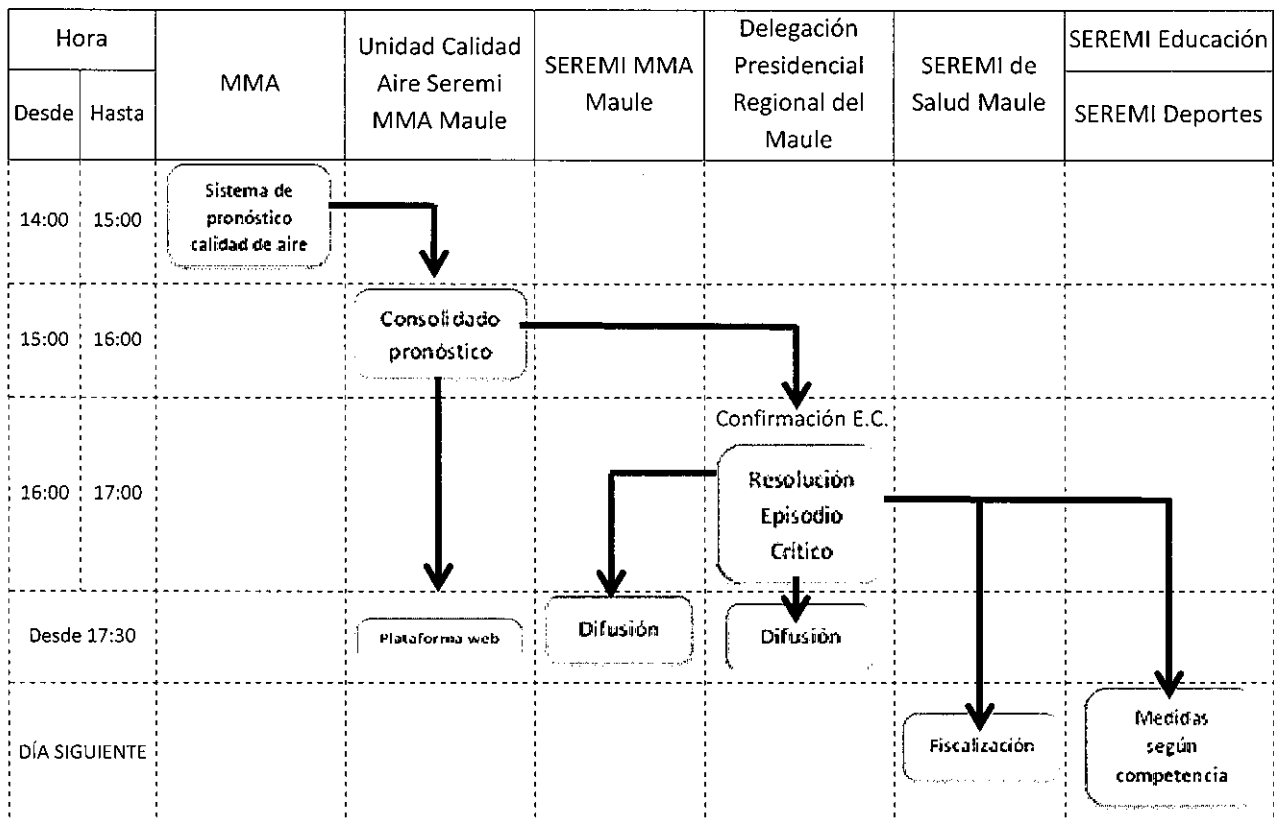 Hora
Desde
Hasta
MMA
Unidad Calidad
Aire Seremi
MMA Maule
SEREMI MMA
Maule
Delegación
Presidencial
Regional del
Maule
SEREMI de
Salud Maule
SEREMI Educación
SEREMI Deportes
14:00
15:00
Sistema de
pronóstico
calidad de aire
15:00
16:00
Consolidado
pronóstico
16:00
17:00
Confirmación E.C.
Resolución
Episodio
Crítico
Desde 17:30
Plataforma web
Difusión
Difusión
DÍA SIGUIENTE
Fiscalización
Medidas
según
competencia